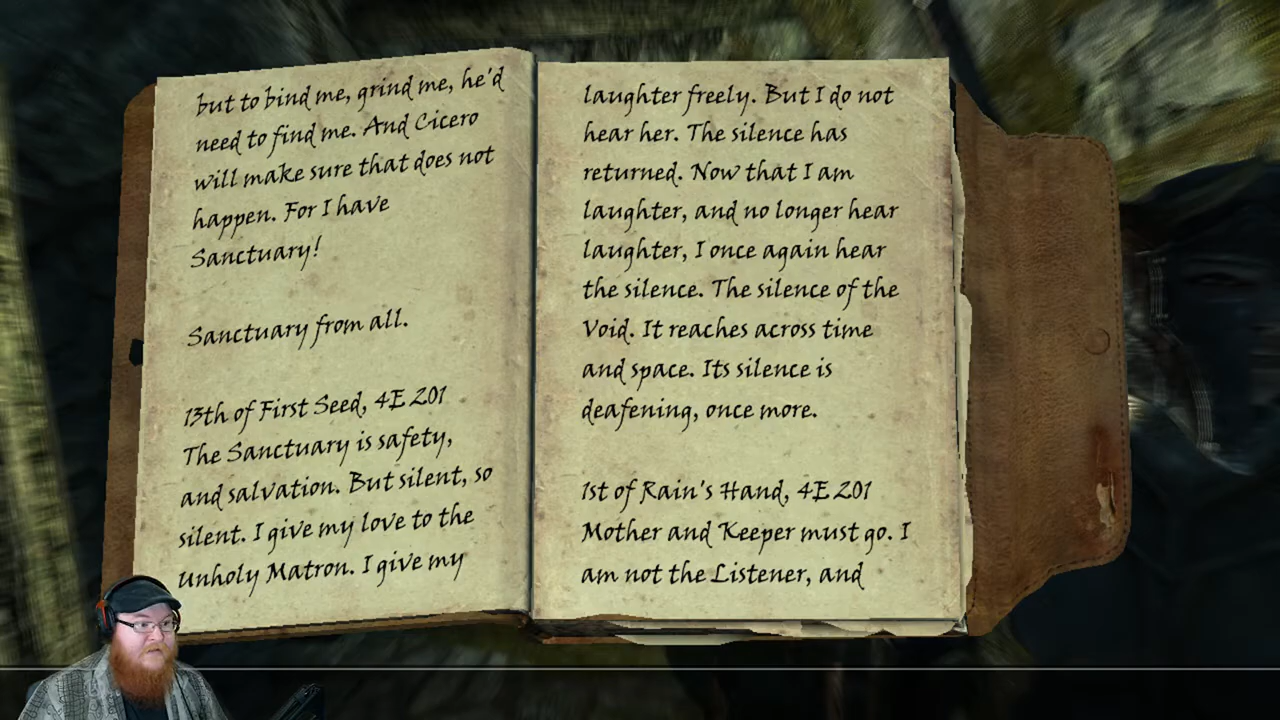 but to bind me, grind me, he'd
need to find me. And Cicero
will make sure that does not
happen. For I have
Sanctuary!
Sanctuary from all.
13th of First Seed, 4E 201
The Sanctuary is safety,
and salvation. But silent, so
silent. I give my love to the
Unholy Matron. I give my
laughter freely. But I do not
hear her. The silence has
returned. Now that I am
laughter, and no longer hear
laughter, I once again hear
the silence. The silence of the
Void. It reaches across time
and space. Its silence is
deafening, once more.
1st of Rain's Hand, 4E 201
Mother and Keeper must go. I
am not the Listener, and